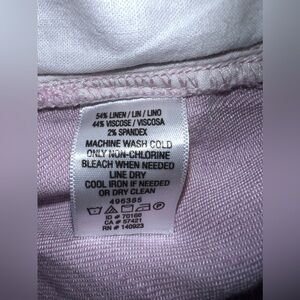 54% LINEN / LIN / LINO
44% VISCOSE / VISCOSA
2% SPANDEX
MACHINE WASH COLD
ONLY NON-CHLORINE
BLEACH WHEN NEEDED
LINE DRY
COOL IRON IF NEEDED
OR DRY CLEAN
496385
ID # 70168
CA # 57421
RN # 140923